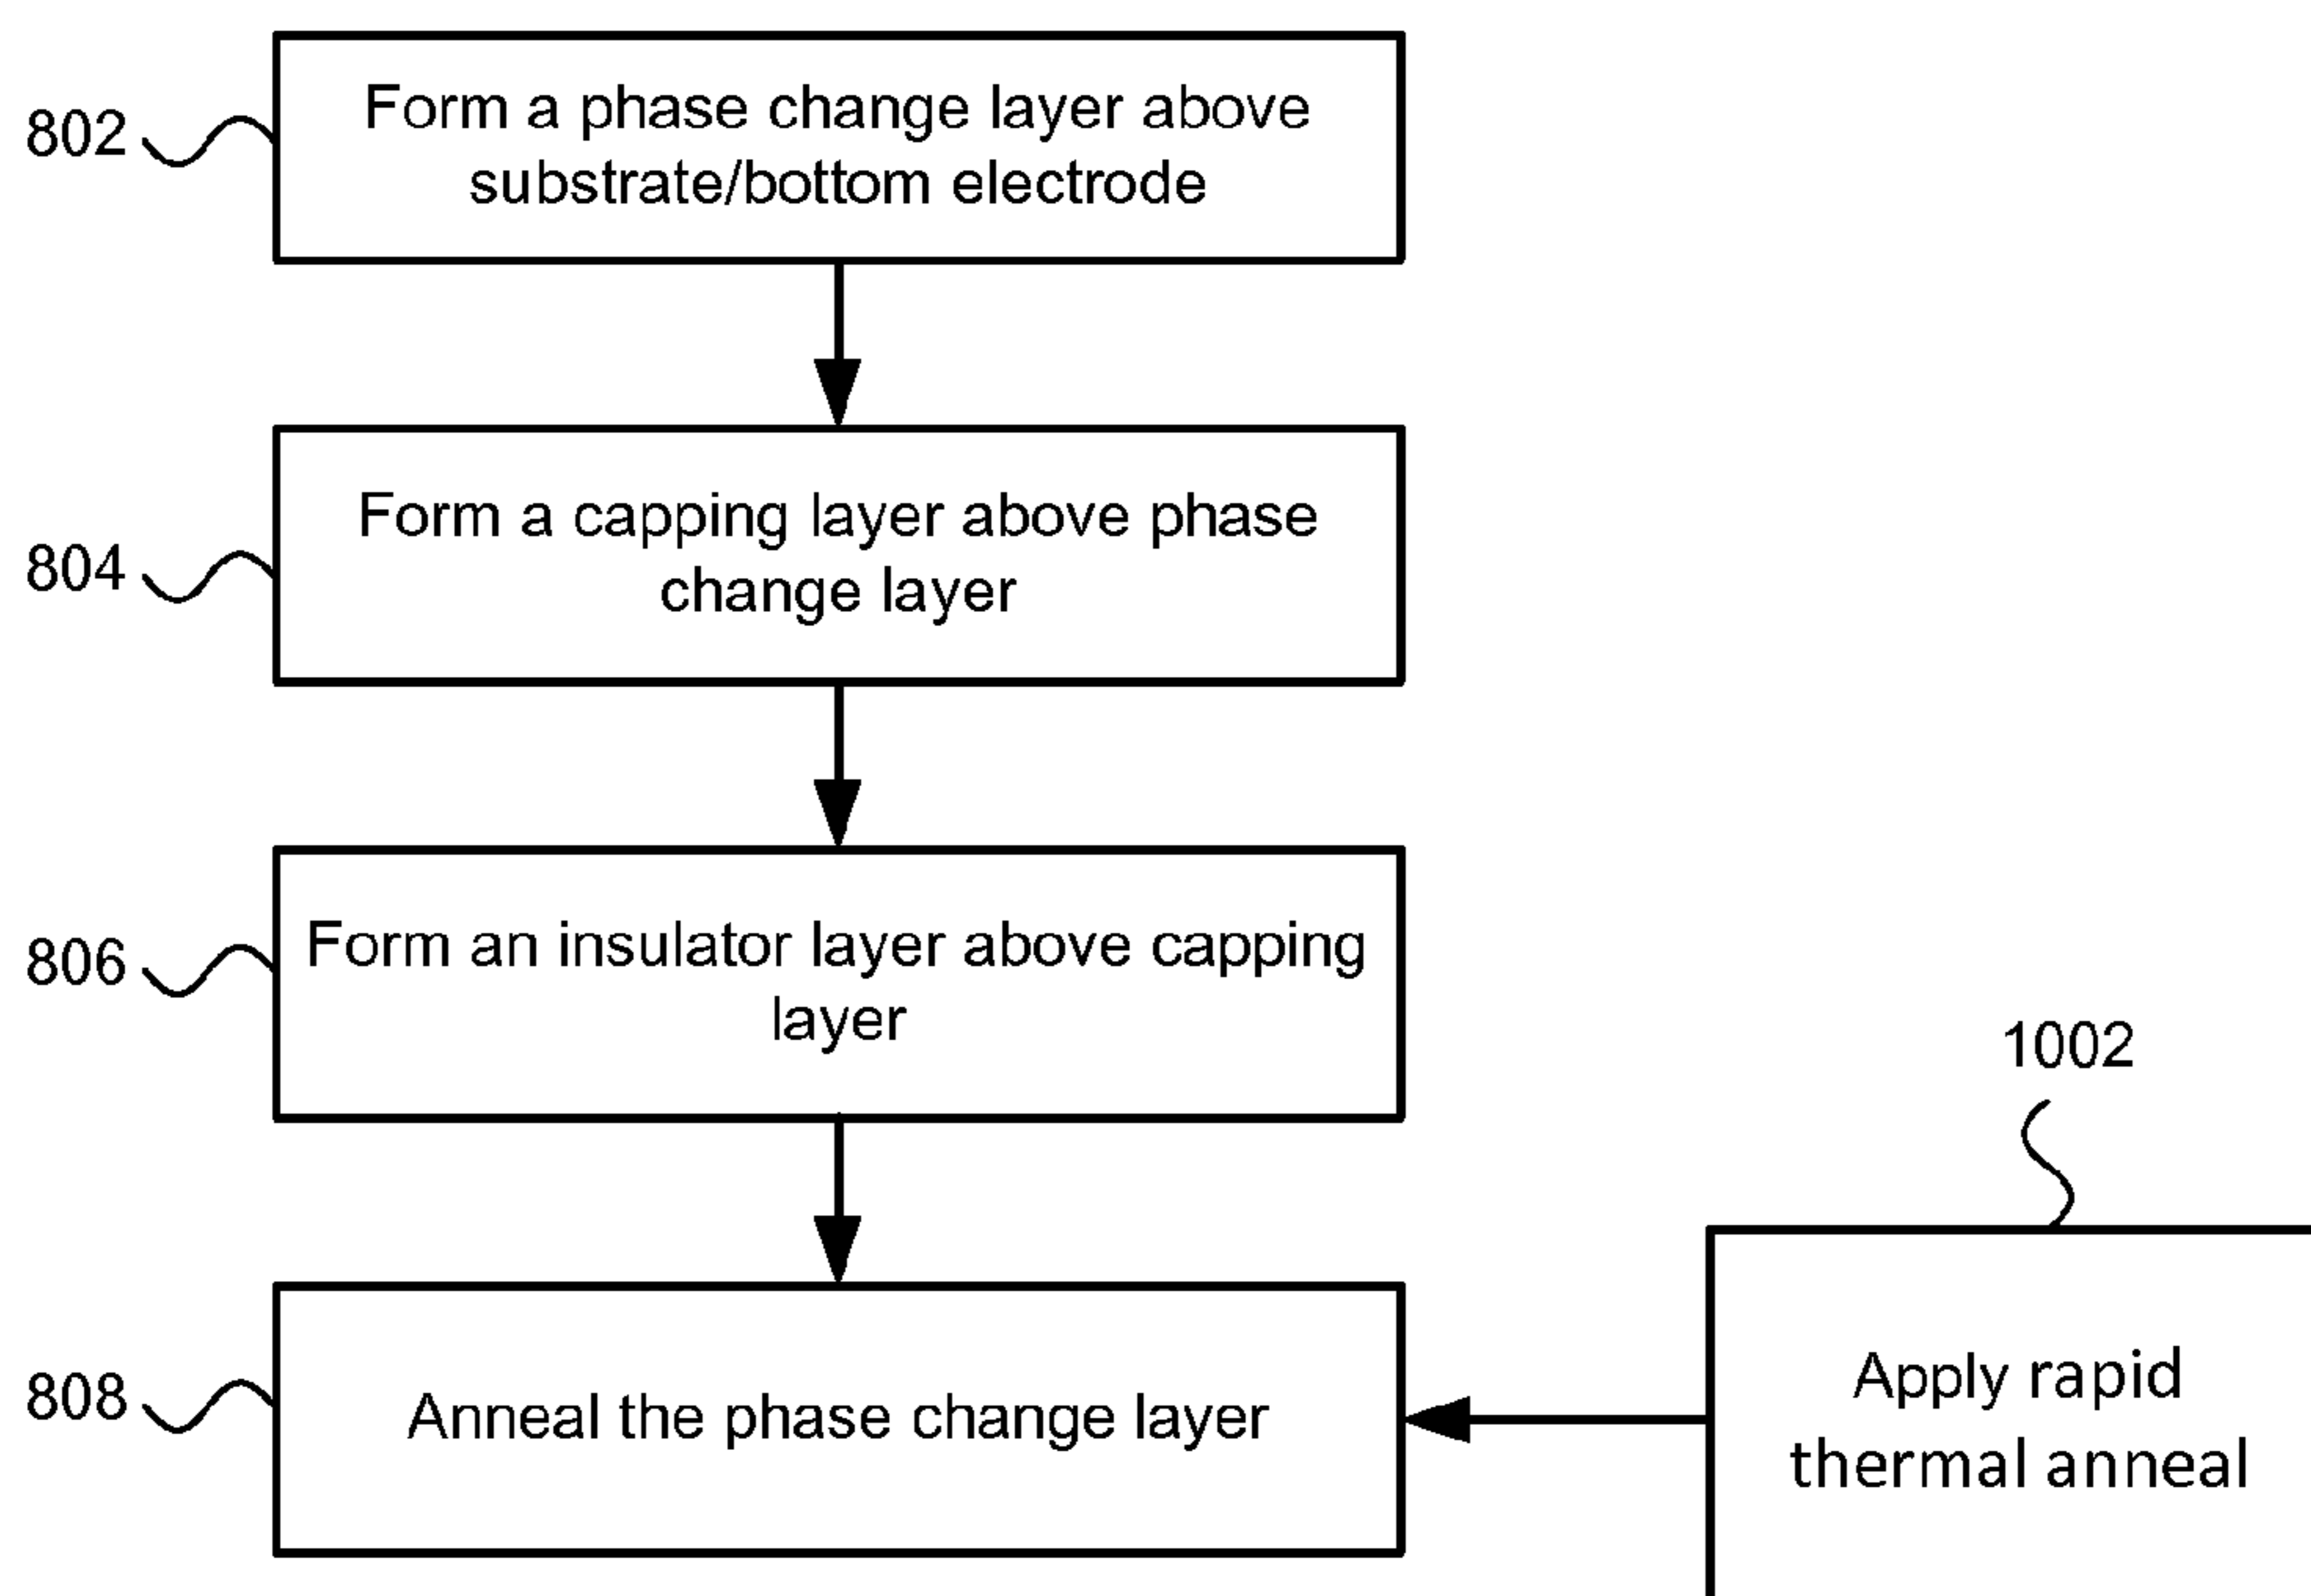 802
Form a phase change layer above
substrate/bottom electrode
804
Form a capping layer above phase
change layer
806
Form an insulator layer above capping
layer
808
Anneal the phase change layer
1002
Apply rapid
thermal anneal